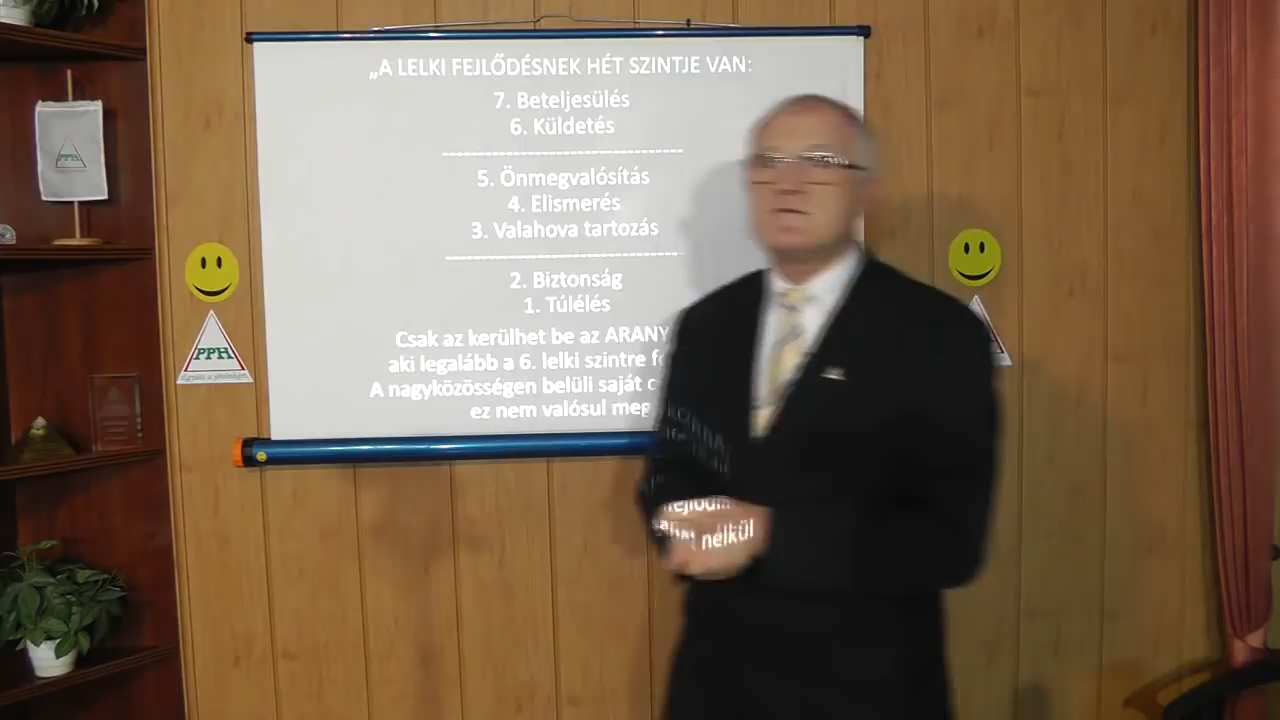 „A LELKI FEJLŐDÉSNEK HÉT SZINTJE VAN:
7. Beteljesülés
6. Küldetés
5. Önmegvalósítás
4. Elismerés
3. Valahova tartozás
2. Biztonság
1. Túlélés
Csak az kerülhet be az ARANY KORBA,
aki legalább a 6. lelki szintre
A nagyközösségen belüli saját
ez nem valósul meg
nélkül
PPH
PPH